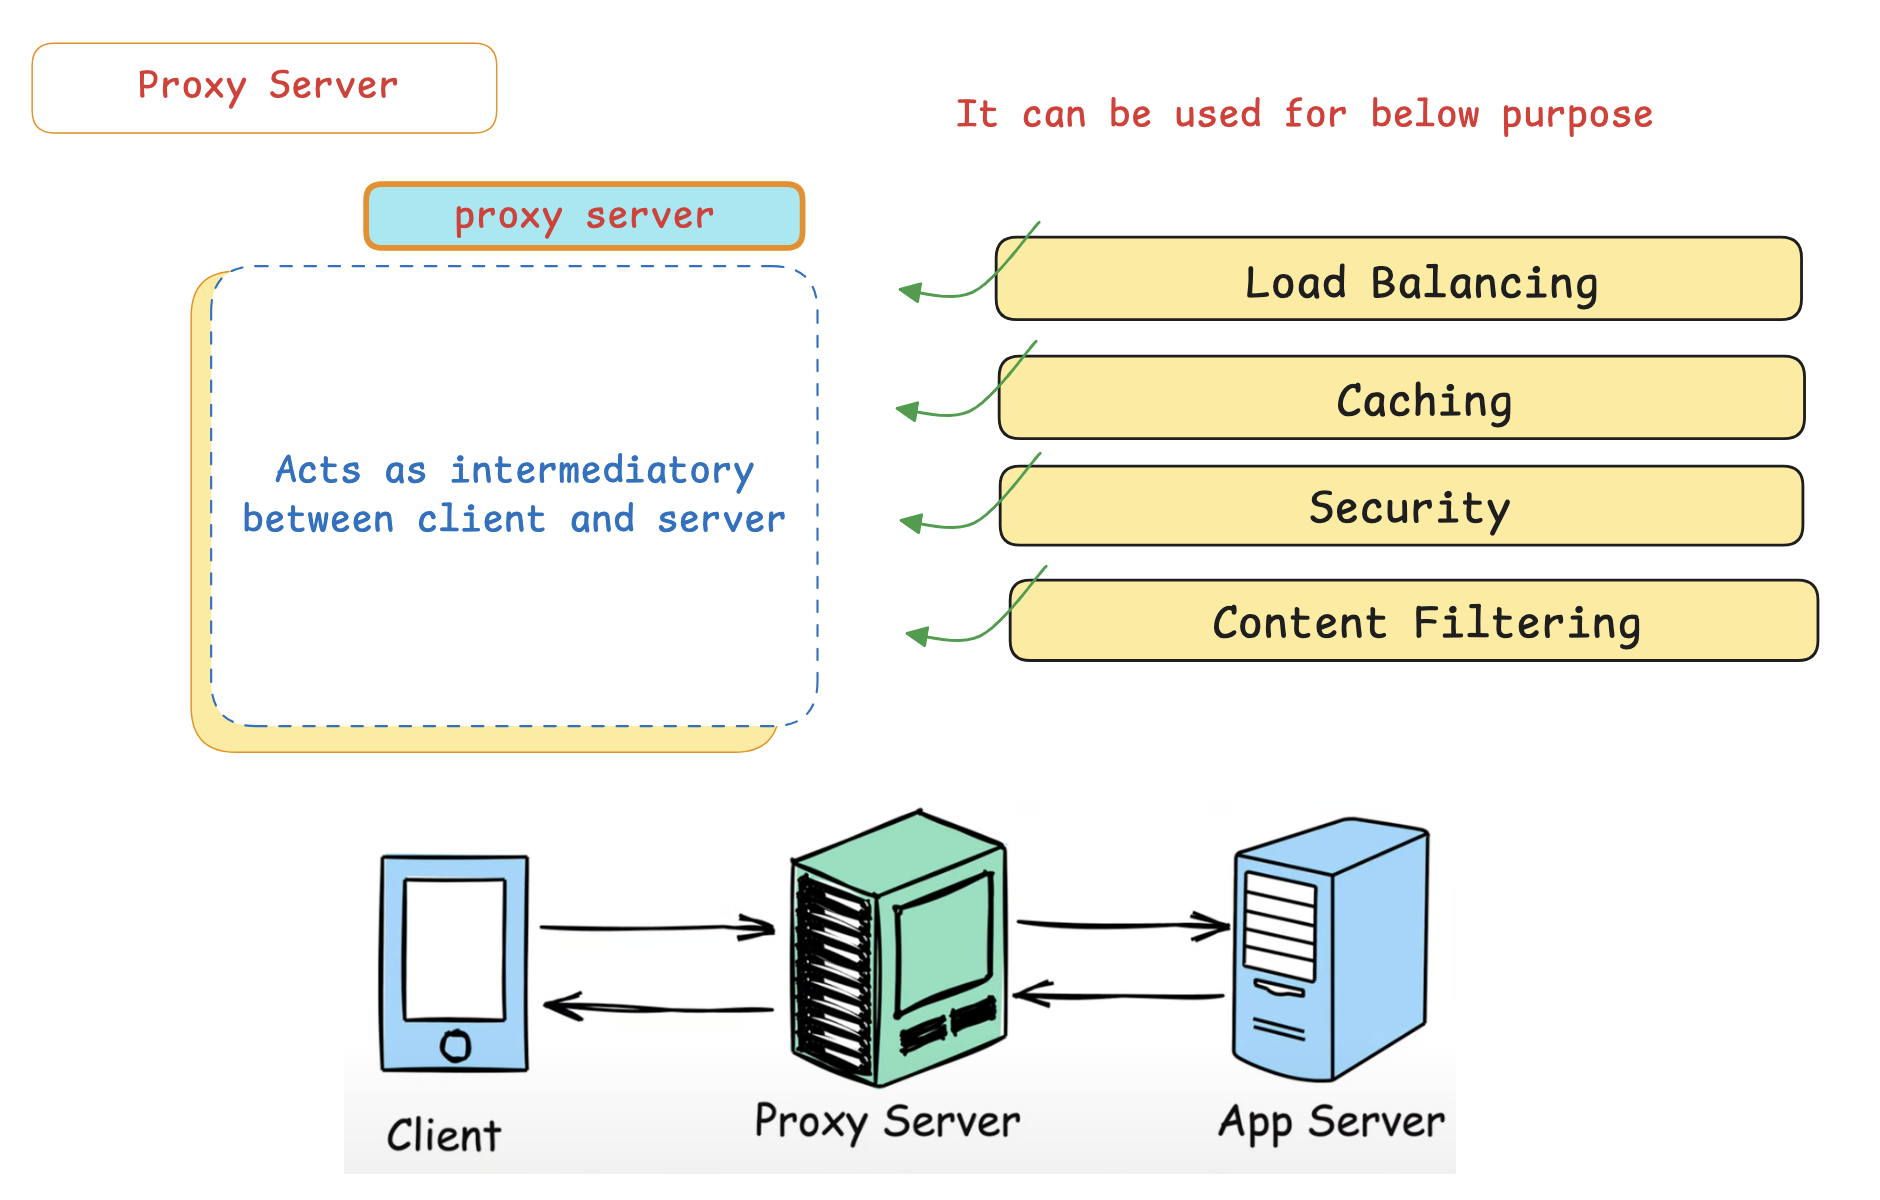 Proxy Server
It can be used for below purpose
proxy server
Acts as intermediatory
between client and server
Load Balancing
Caching
Security
Content Filtering
Client
Proxy Server
App Server